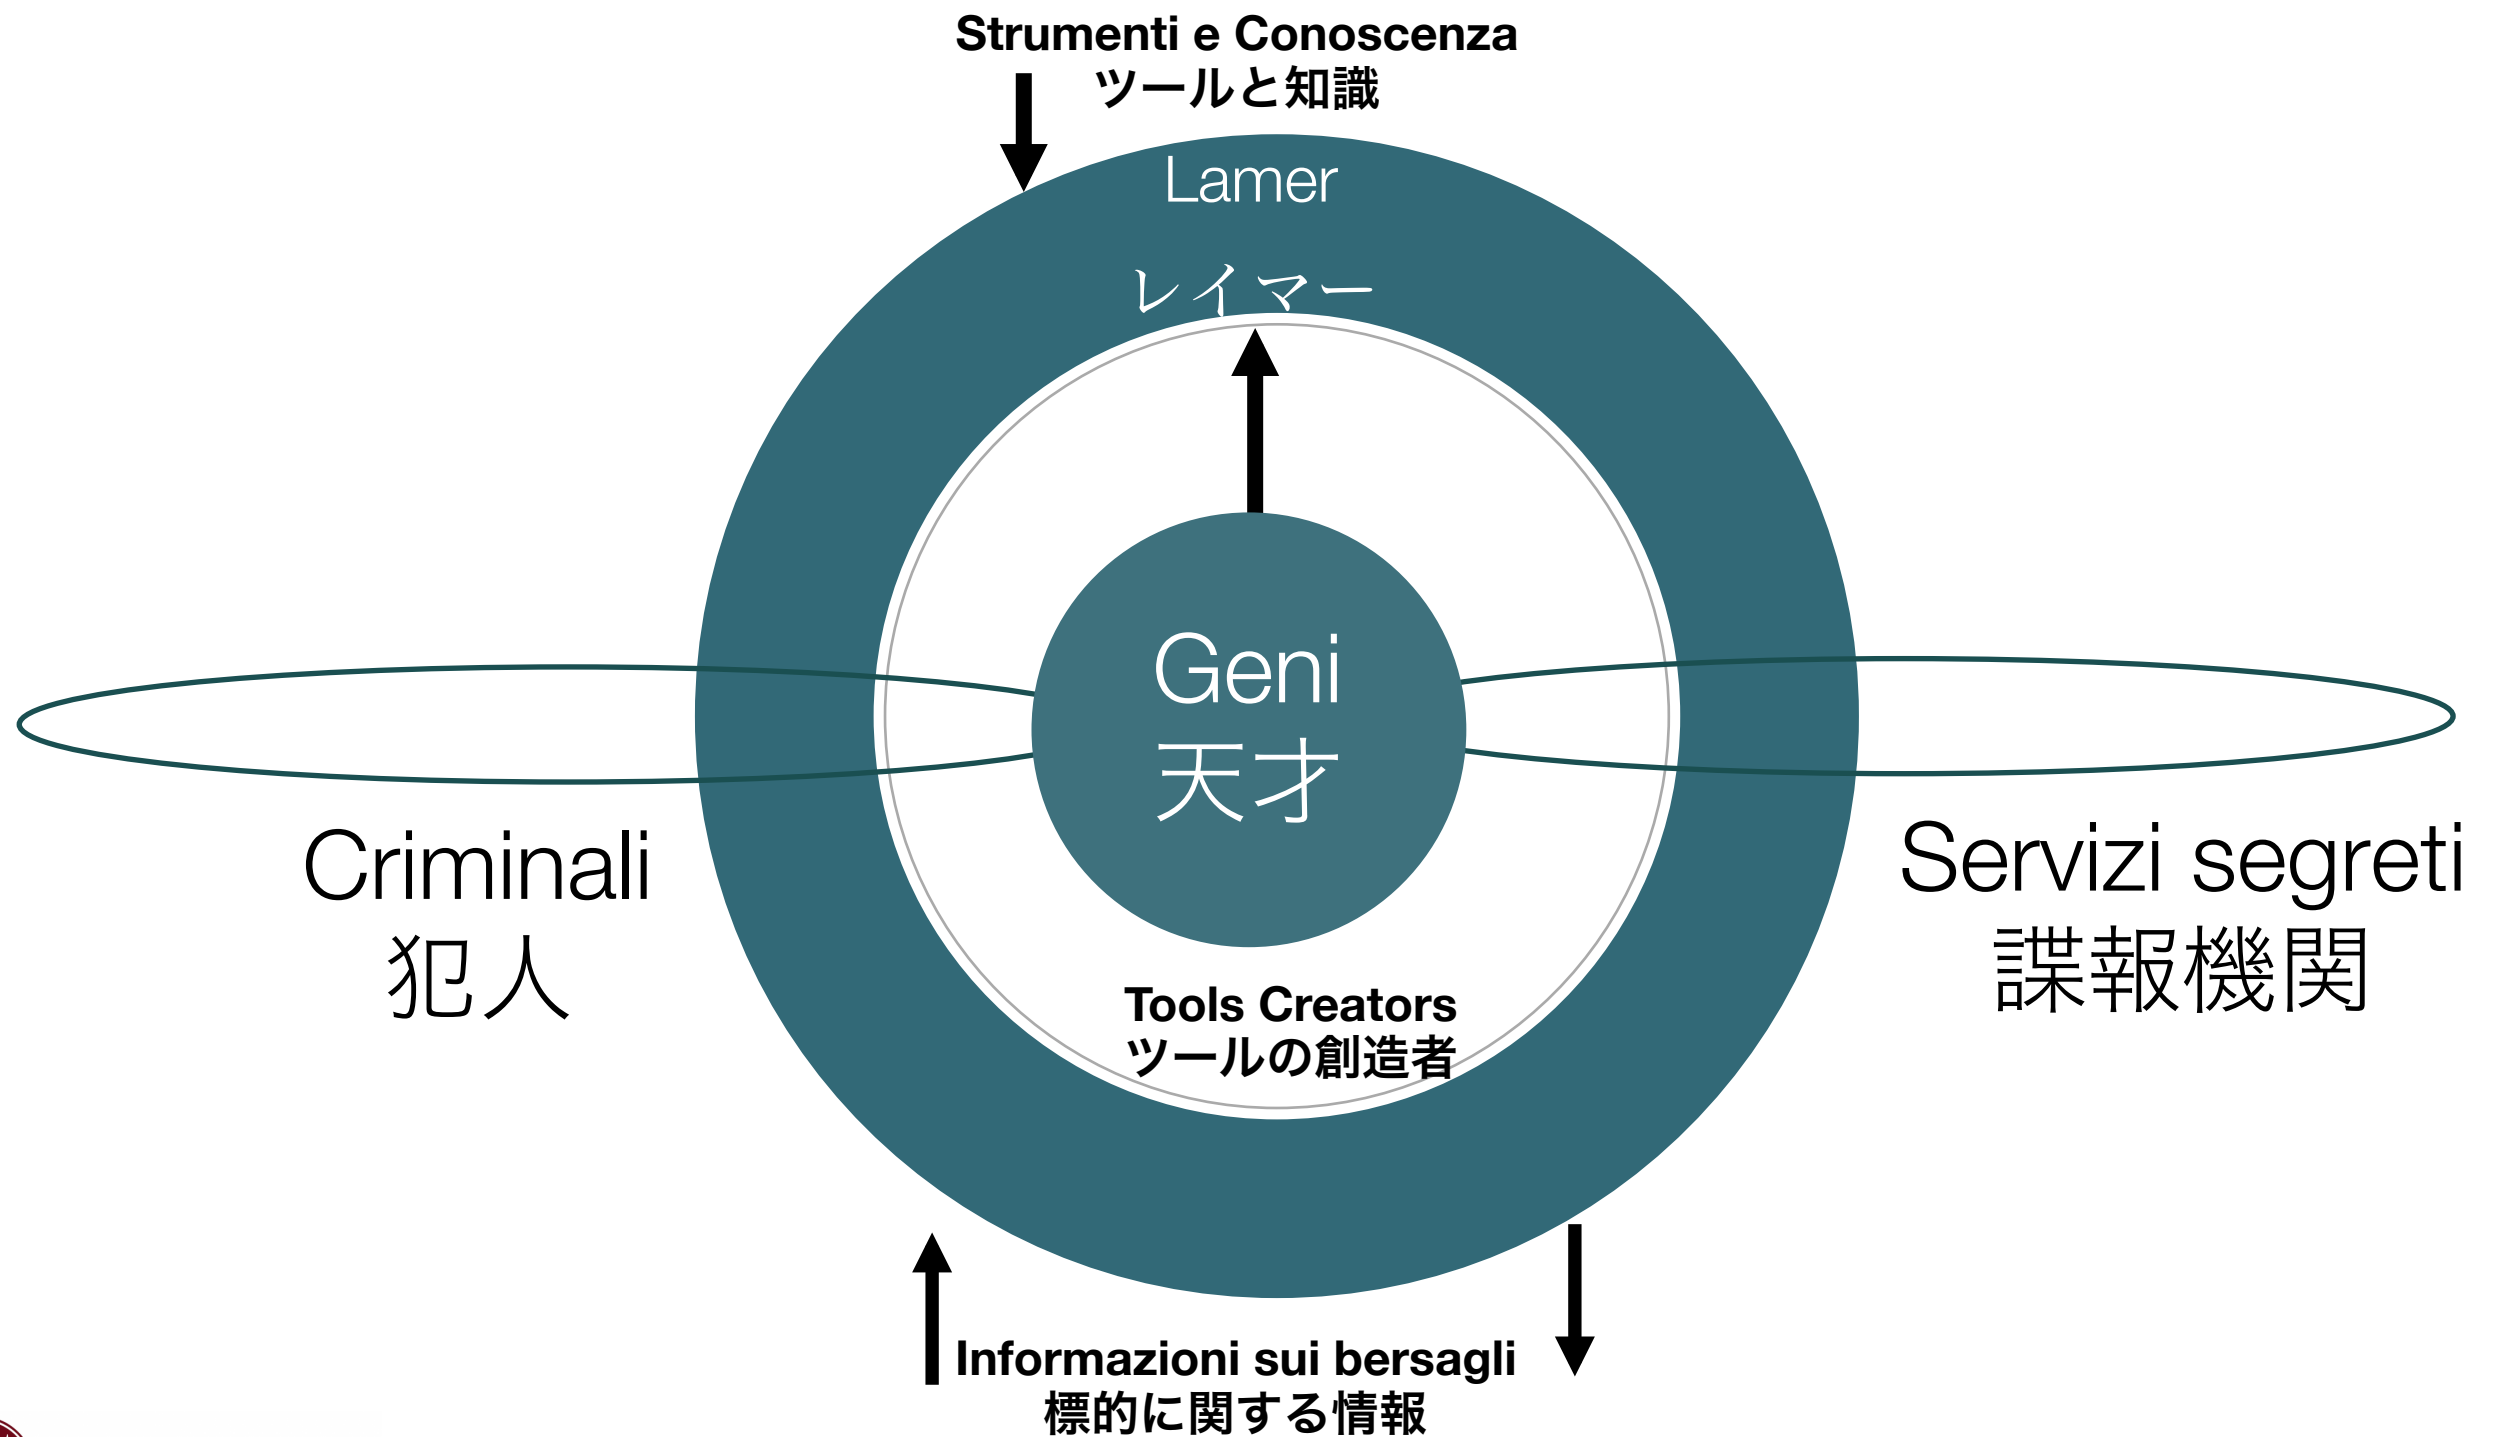 Strumenti e Conoscenza
ツールと知識
Lamer
レイマー
Geni
天才
Criminali
犯人
Servizi segreti
諜報機関
Tools Creators
ツールの創造者
Informazioni sui bersagli
標的に関する情報